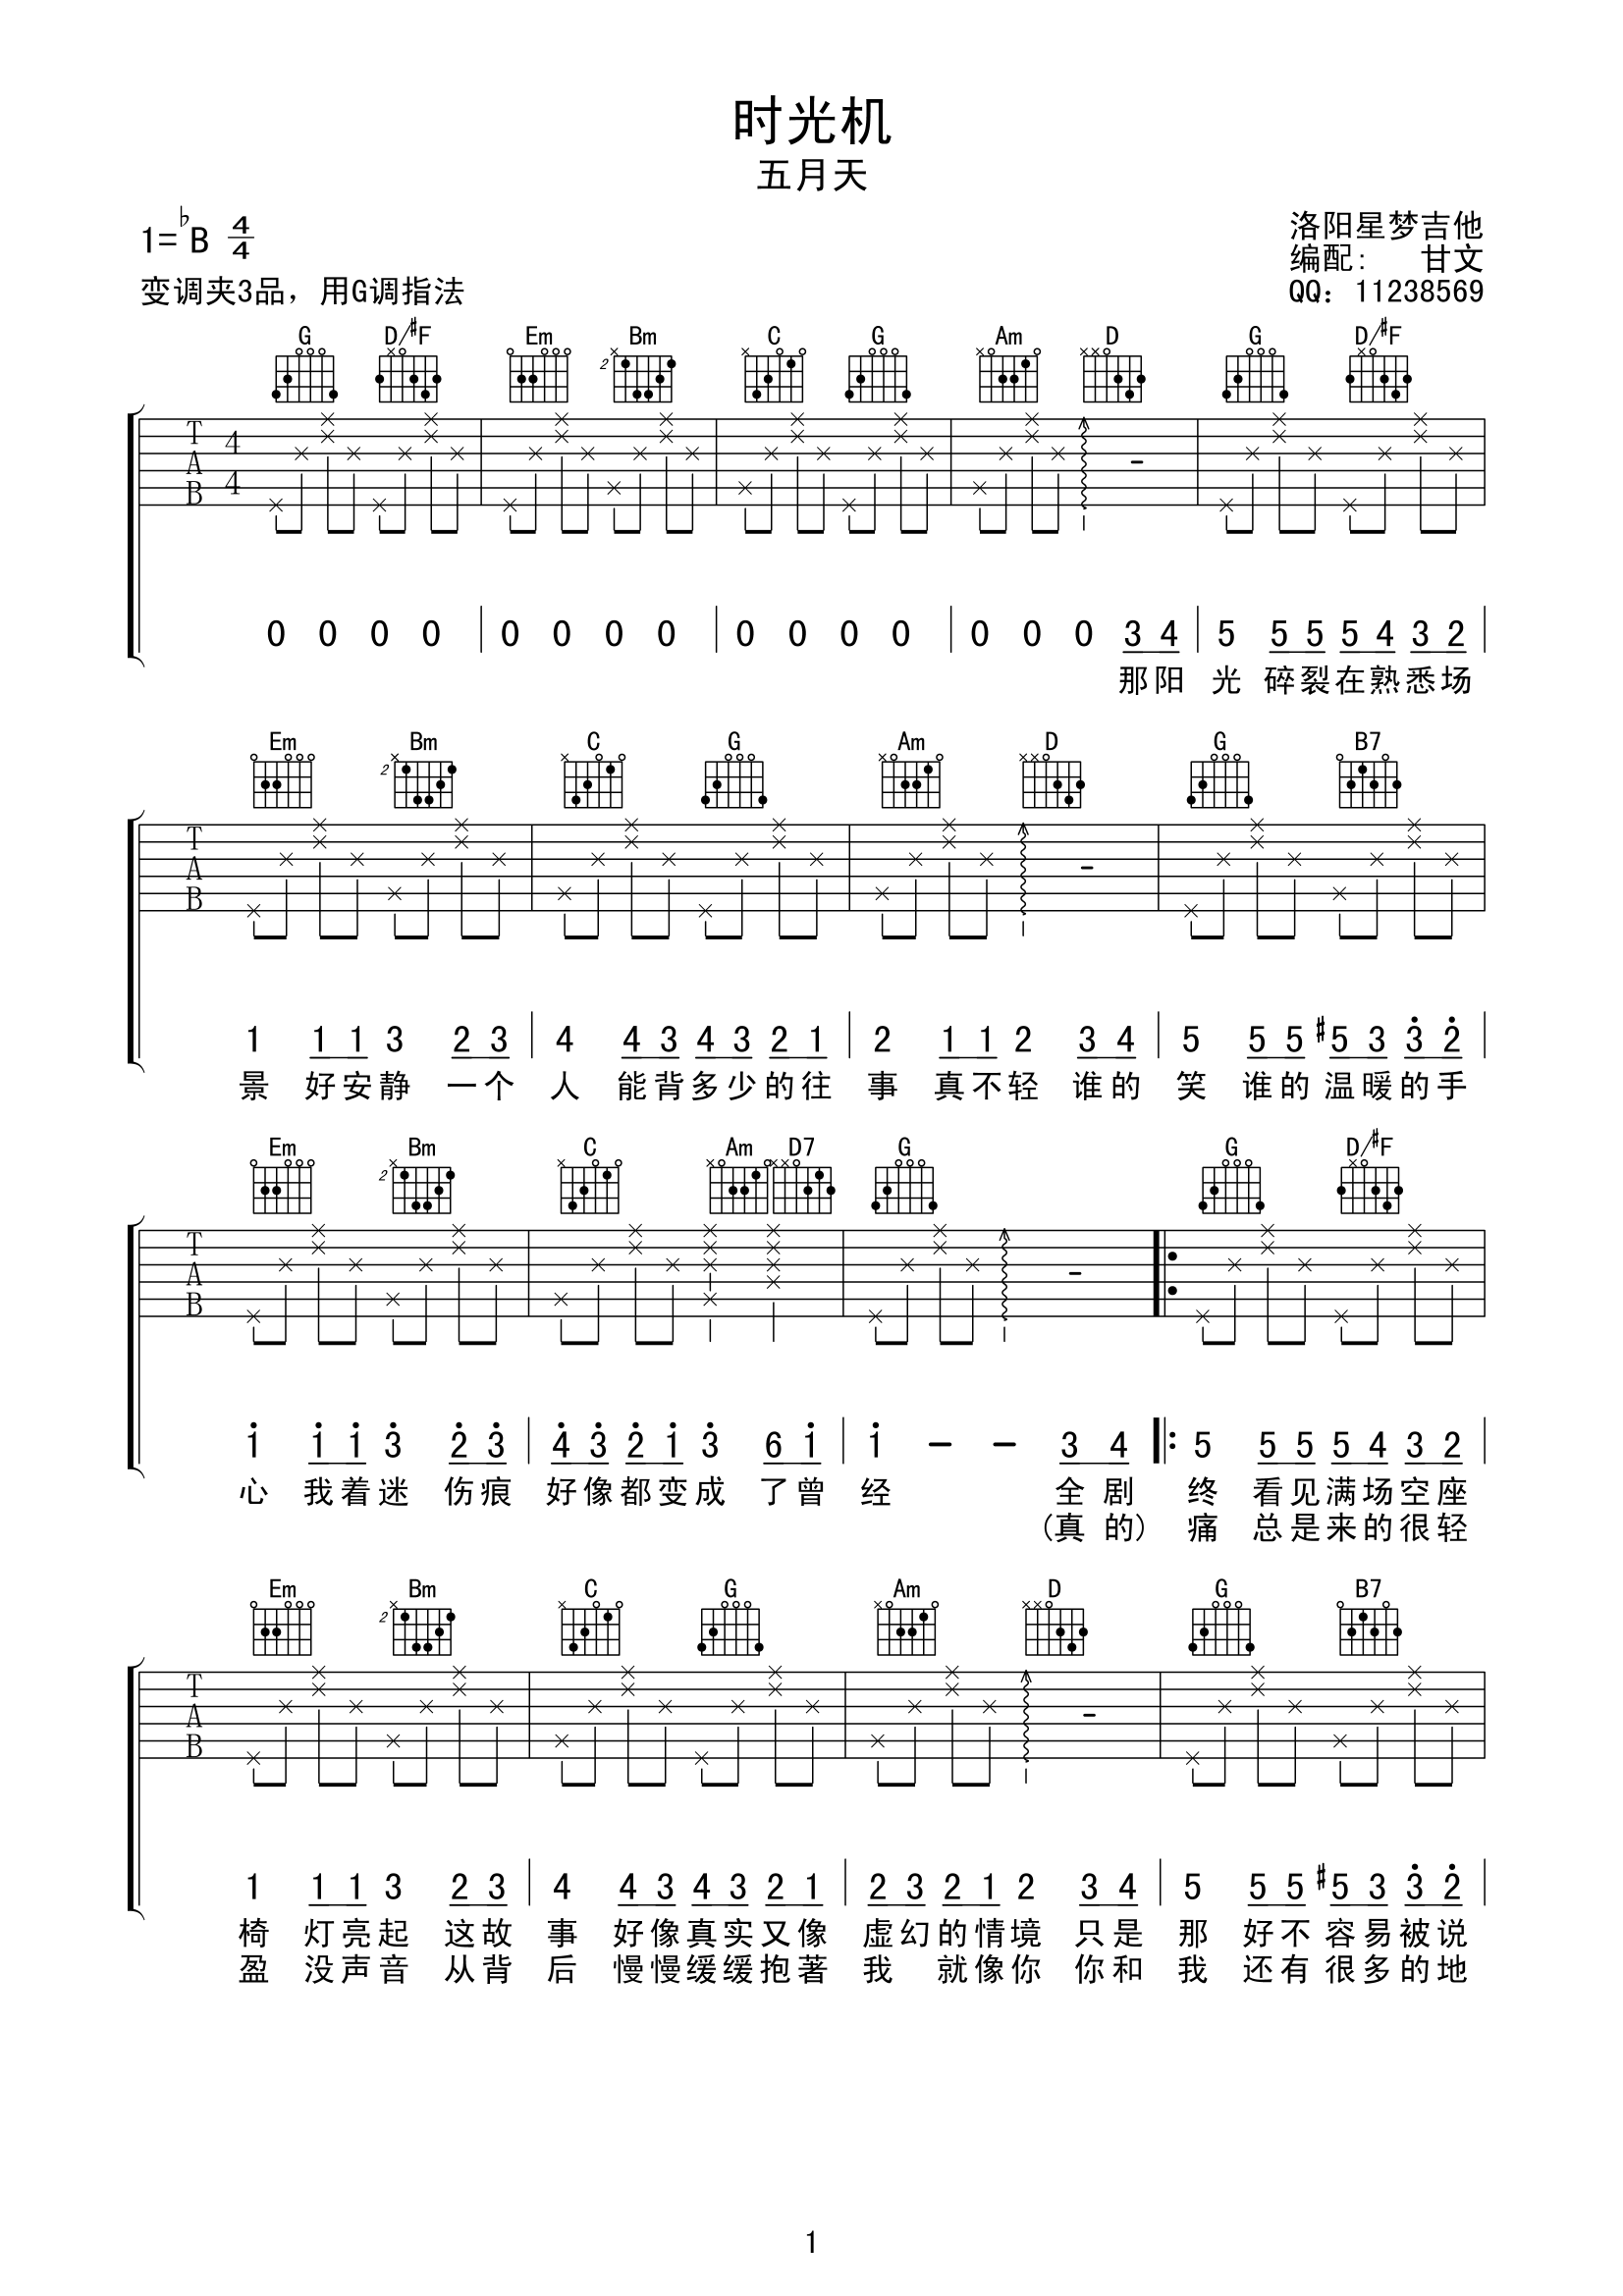 时光机
五月天
1=♭B 4/4
洛阳星梦吉他
编配: 甘文
变调夹3品，用G调指法
QQ: 11238569
G D/#F Em Bm C G Am D G D/#F
2
T A B 4 4
0 0 0 0 0 0 0 0 0 0 0 0 0 0 0 3 4 5 5 5 5 4 3 2
那阳 光 碎裂在熟悉场
Em Bm C G Am D G B7
2
T A B
1 1 1 3 2 3 4 4 3 4 3 2 1 2 1 1 2 3 4 5 5 5 #5 3 3 2
景 好安静 一个 人 能背多少的往 事 真不轻 谁的 笑 谁的 温暖的手
Em Bm C Am D7 G G D/#F
2
T A B
1 1 1 3 2 3 4 3 2 1 3 6 1 1 - - 3 4 5 5 5 5 4 3 2
心 我着迷 伤痕 好像都变成 了曾 经 全剧 终 看见满场空座
(真 的) 痛 总是来的很轻
Em Bm C G Am D G B7
2
T A B
1 1 1 3 2 3 4 4 3 4 3 2 1 2 3 2 1 2 3 4 5 5 5 #5 3 3 2
椅 灯亮起 这故 事 好像真实又像 虚幻的情境 只是 那 好不 容易被说
盈 没声音 从背 后 慢慢缓缓抱著 我 就像你 你和 我 还有 很多的地
1